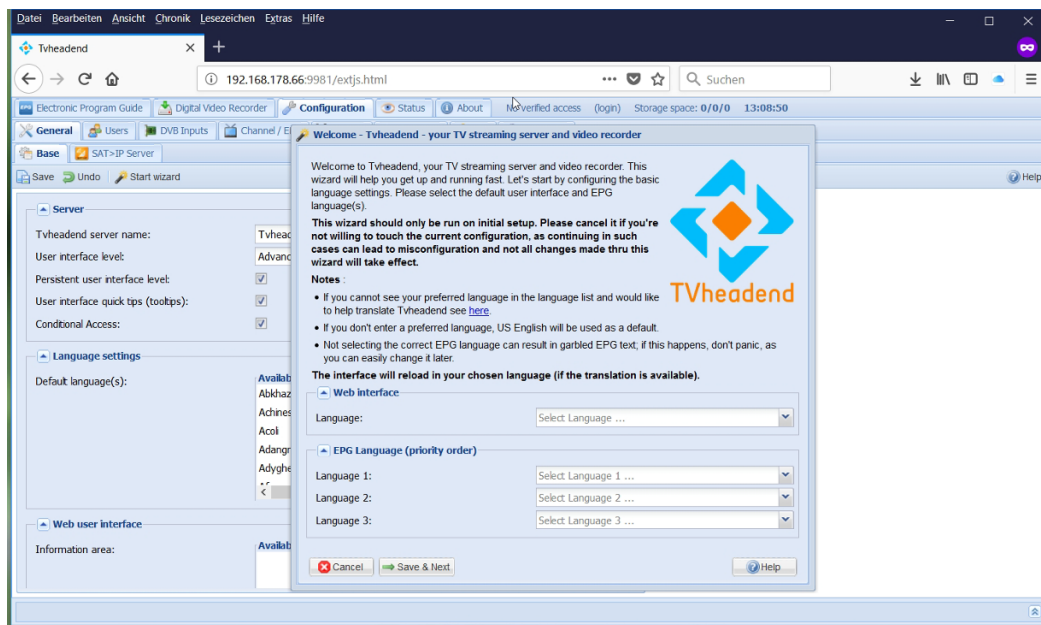 Datei Bearbeiten Ansicht Chronik Lesezeichen Extras Hilfe
Tvheadend
192.168.178.66:9981/extjs.html
Suchen
Electronic Program Guide Digital Video Recorder Configuration Status About No verified access (login) Storage space: 0/0/0 13:08:50
General Users DVB Inputs Channel / E
Base SAT>IP Server
Save Undo Start wizard Help
Server
Tvheadend server name: Tvhead
User interface level: Advanc
Persistent user interface level:
User interface quick tips (tooltips):
Conditional Access:
Language settings
Default language(s): Availab
Abkhaz
Achines
Acoli
Adangr
Adyghe
Web user interface
Information area: Availab
Welcome - Tvheadend - your TV streaming server and video recorder
Welcome to Tvheadend, your TV streaming server and video recorder. This
wizard will help you get up and running fast. Let's start by configuring the basic
language settings. Please select the default user interface and EPG
language(s).
This wizard should only be run on initial setup. Please cancel it if you're
not willing to touch the current configuration, as continuing in such
cases can lead to misconfiguration and not all changes made thru this
wizard will take effect.
Notes :
• If you cannot see your preferred language in the language list and would like
to help translate Tvheadend see here.
• If you don't enter a preferred language, US English will be used as a default.
• Not selecting the correct EPG language can result in garbled EPG text; if this happens, don't panic, as
you can easily change it later.
The interface will reload in your chosen language (if the translation is available).
TVheadend
Web interface
Language: Select Language ...
EPG Language (priority order)
Language 1: Select Language 1 ...
Language 2: Select Language 2 ...
Language 3: Select Language 3 ...
Cancel Save & Next Help